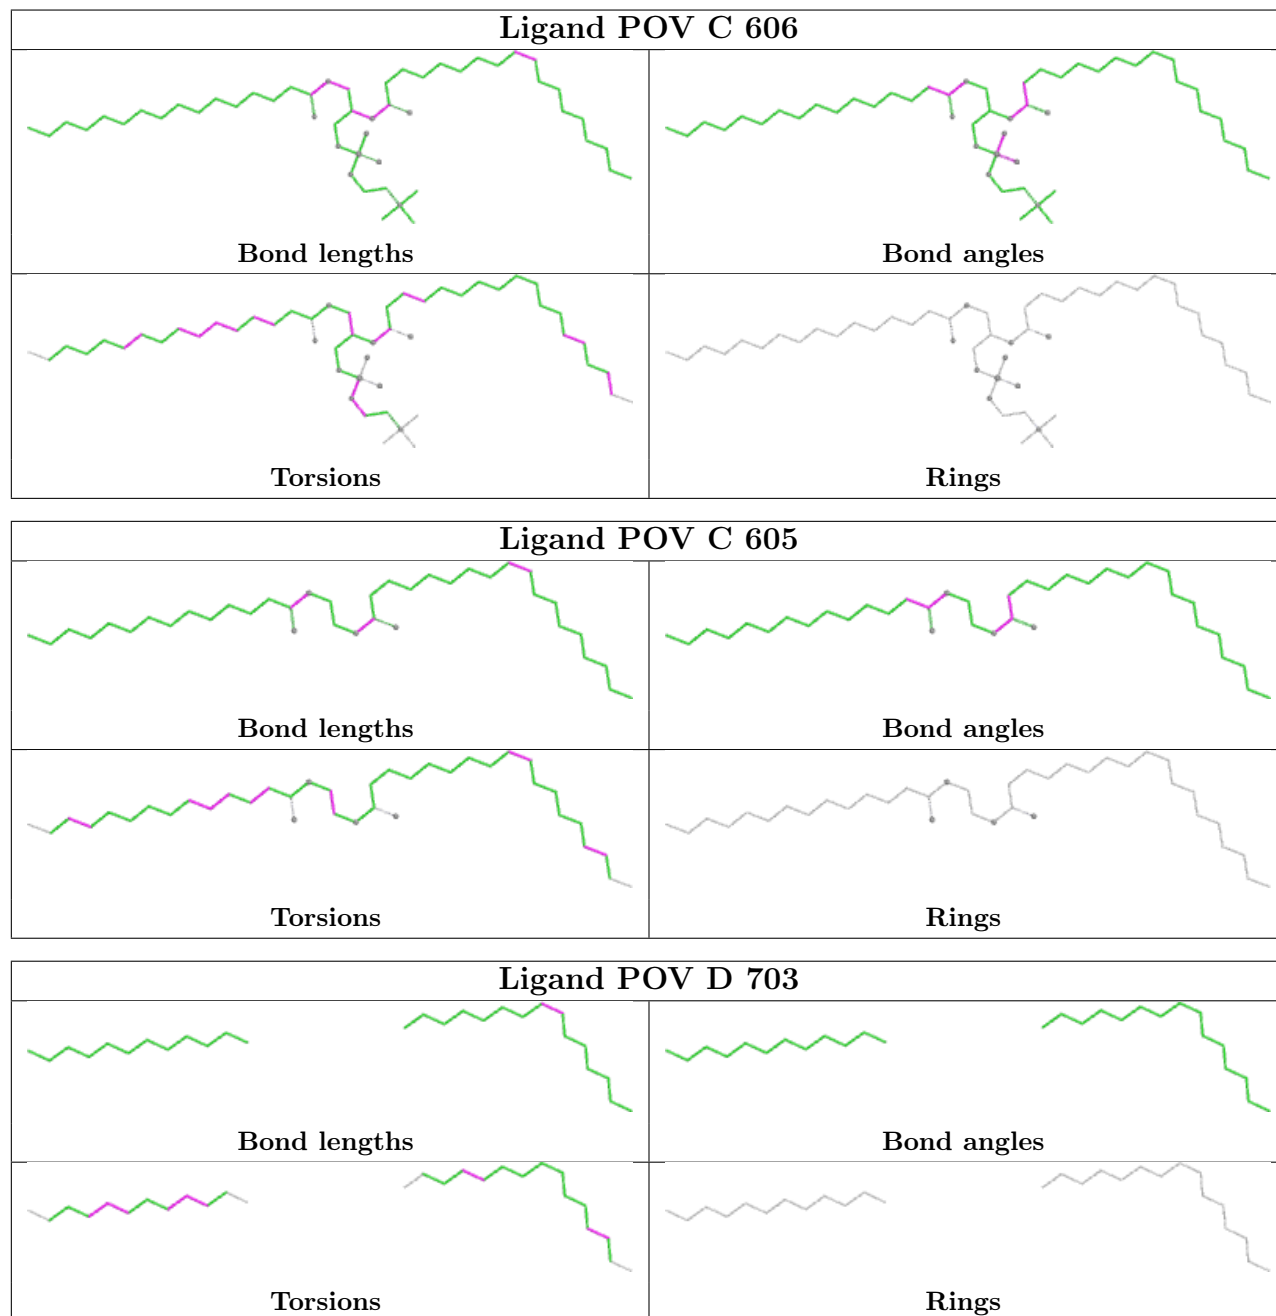 Ligand POV C 606
Bond lengths
Bond angles
Torsions
Rings
Ligand POV C 605
Bond lengths
Bond angles
Torsions
Rings
Ligand POV D 703
Bond lengths
Bond angles
Torsions
Rings